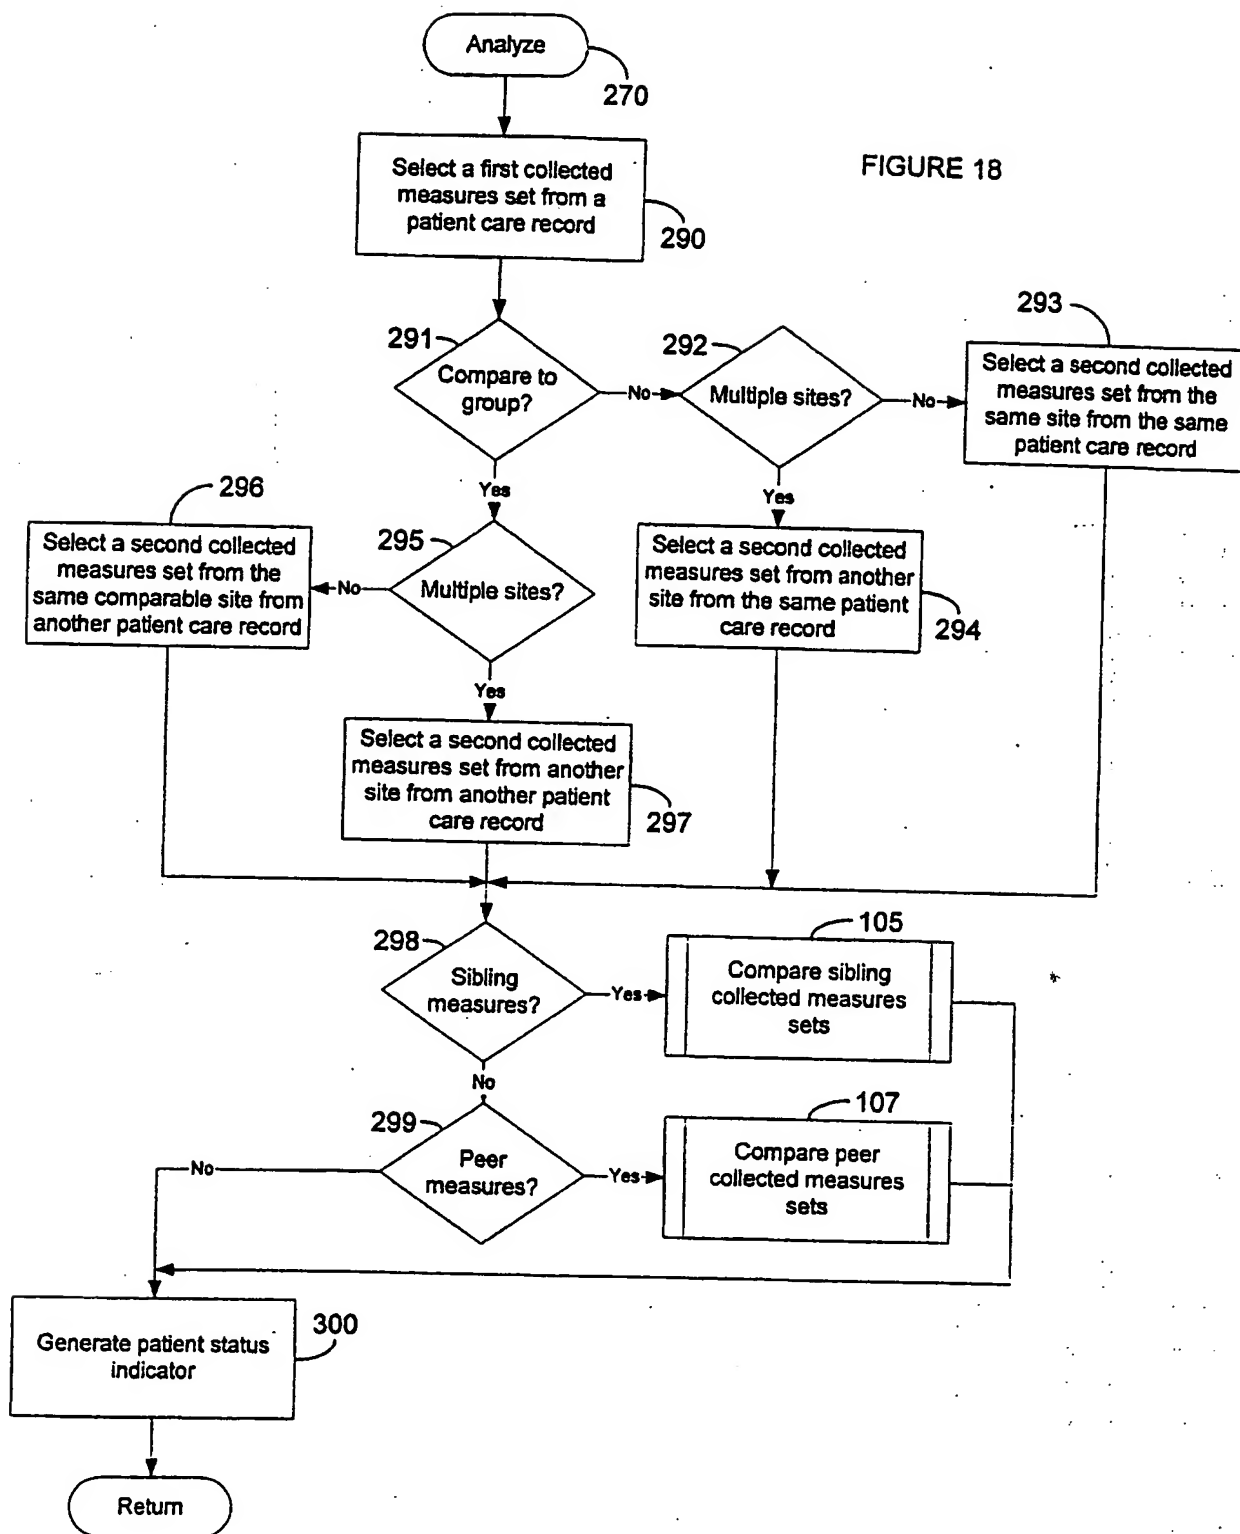 Analyze
270
FIGURE 18
Select a first collected
measures set from a
patient care record
290
291
Compare to
group?
No
292
Multiple sites?
No
293
Select a second collected
measures set from the
same site from the same
patient care record
Yes
Yes
296
Select a second collected
measures set from the
same comparable site from
another patient care record
No
295
Multiple sites?
Select a second collected
measures set from another
site from the same patient
care record
294
Yes
Select a second collected
measures set from another
site from another patient
care record
297
298
Sibling
measures?
Yes
105
Compare sibling
collected measures
sets
No
299
Peer
measures?
No
Yes
107
Compare peer
collected measures
sets
Generate patient status
indicator
300
Return